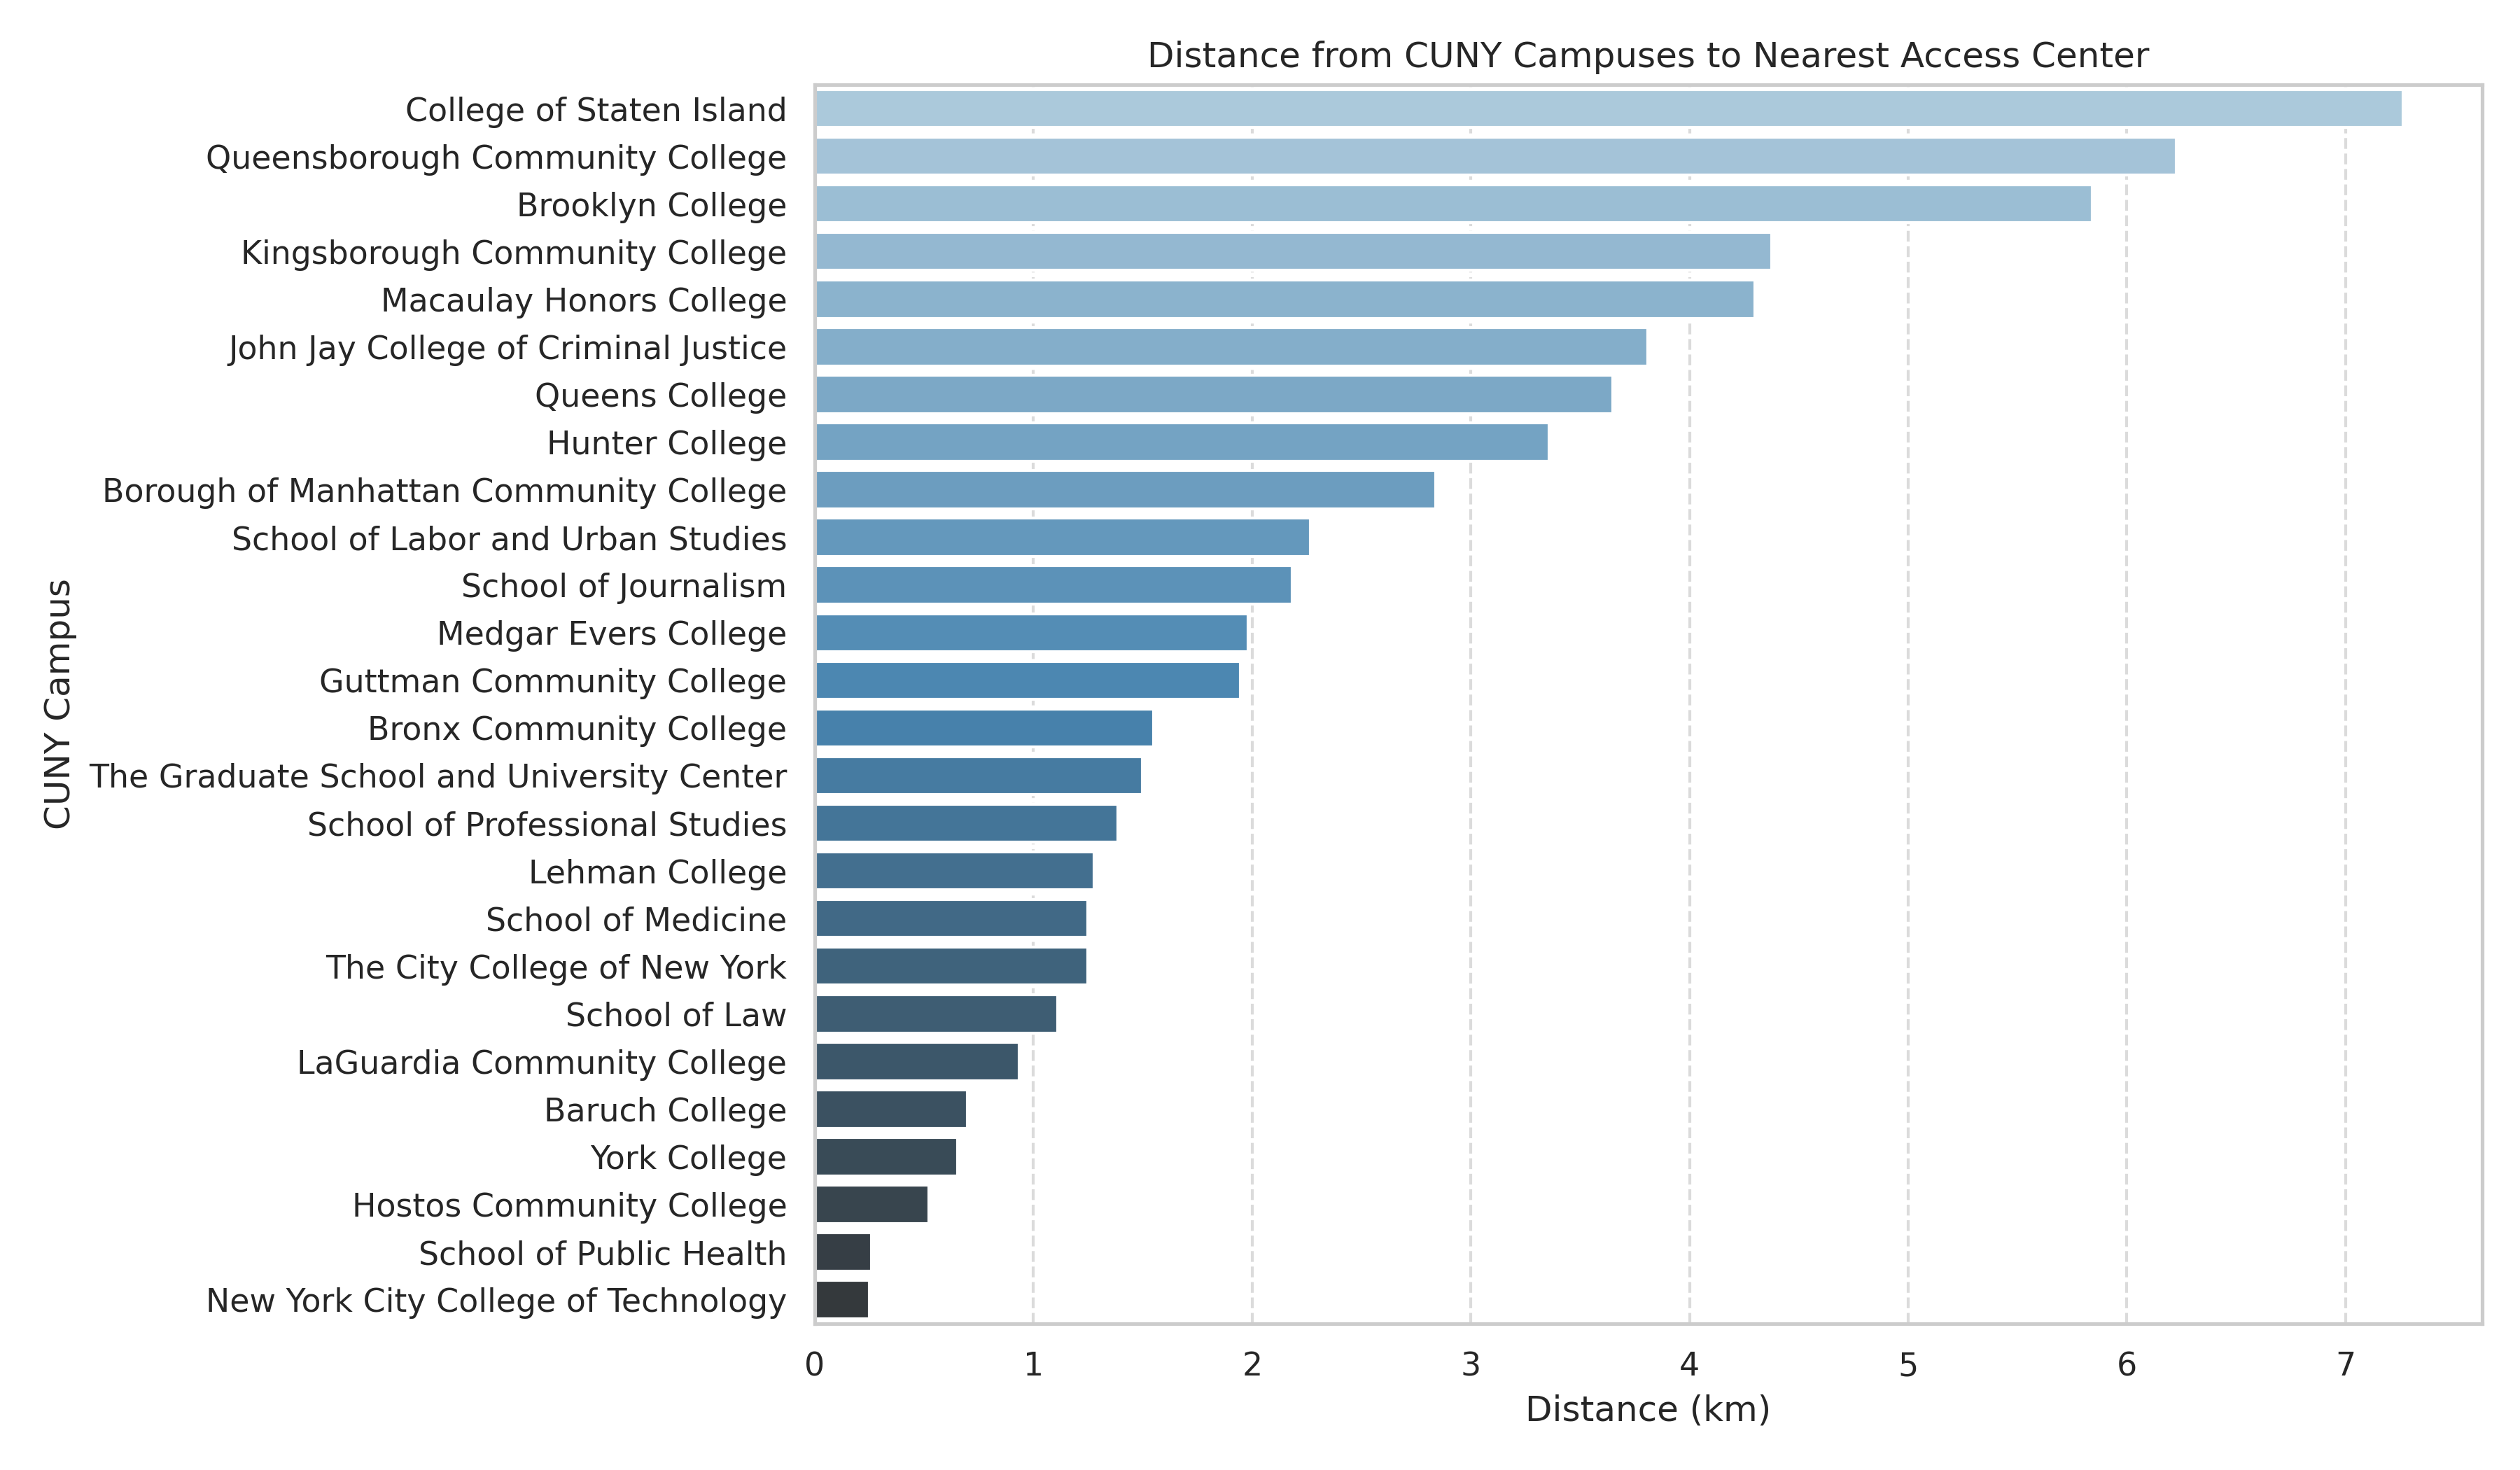 Distance from CUNY Campuses to Nearest Access Center
College of Staten Island
Queensborough Community College
Brooklyn College
Kingsborough Community College
Macaulay Honors College
John Jay College of Criminal Justice
Queens College
Hunter College
Borough of Manhattan Community College
School of Labor and Urban Studies
School of Journalism
Medgar Evers College
Guttman Community College
Bronx Community College
The Graduate School and University Center
School of Professional Studies
Lehman College
School of Medicine
The City College of New York
School of Law
LaGuardia Community College
Baruch College
York College
Hostos Community College
School of Public Health
New York City College of Technology
CUNY Campus
0 1 2 3 4 5 6 7
Distance (km)